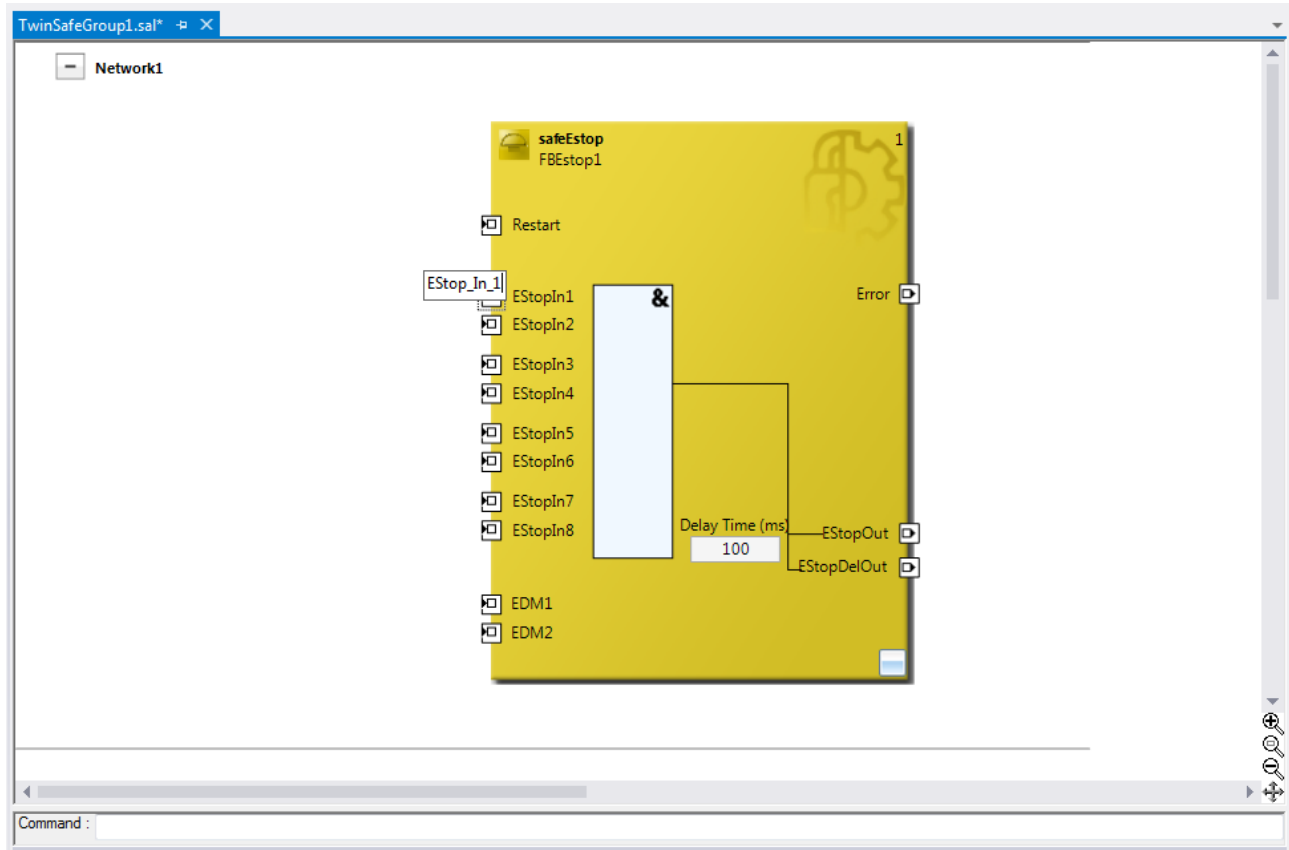 TwinSafeGroup1.sal*
Network1
safeEstop
1
FBEstop1
Restart
EStop_In_1
EStopIn1
&
Error
EStopIn2
EStopIn3
EStopIn4
EStopIn5
EStopIn6
EStopIn7
EStopIn8
Delay Time (ms)
100
EStopOut
EStopDelOut
EDM1
EDM2
Command :